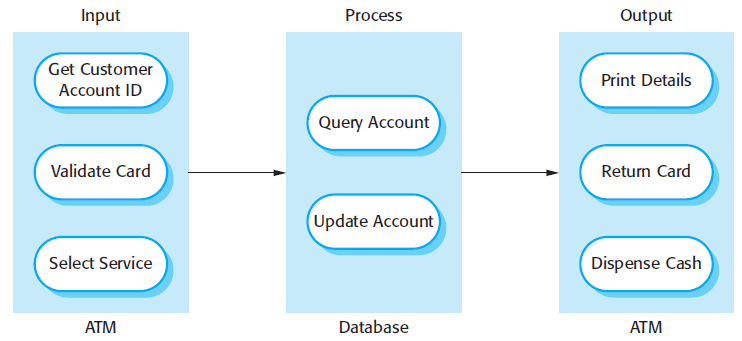 Input
Get Customer
Account ID
Validate Card
Select Service
ATM
Process
Query Account
Update Account
Database
Output
Print Details
Return Card
Dispense Cash
ATM